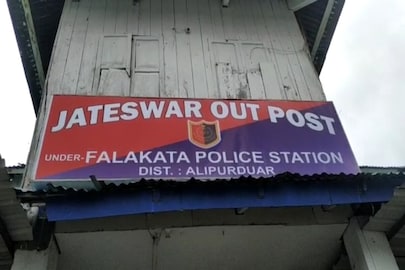 JATESWAR OUT POST
UNDER- FALAKATA POLICE STATION
DIST. : ALIPURDUAR